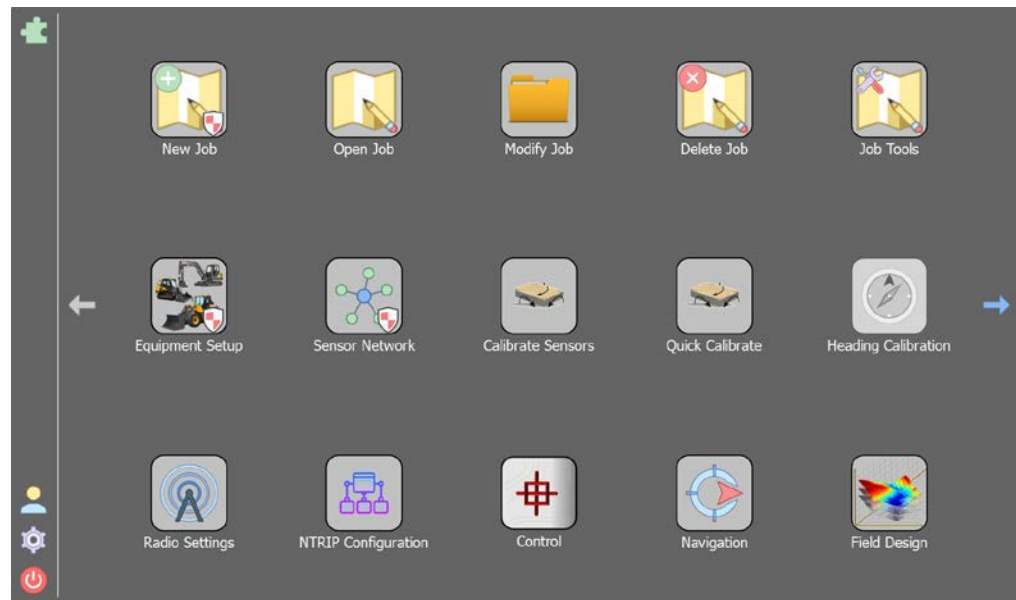 New Job
Open Job
Modify Job
Delete Job
Job Tools
Equipment Setup
Sensor Network
Calibrate Sensors
Quick Calibrate
Heading Calibration
Radio Settings
NTRIP Configuration
Control
Navigation
Field Design